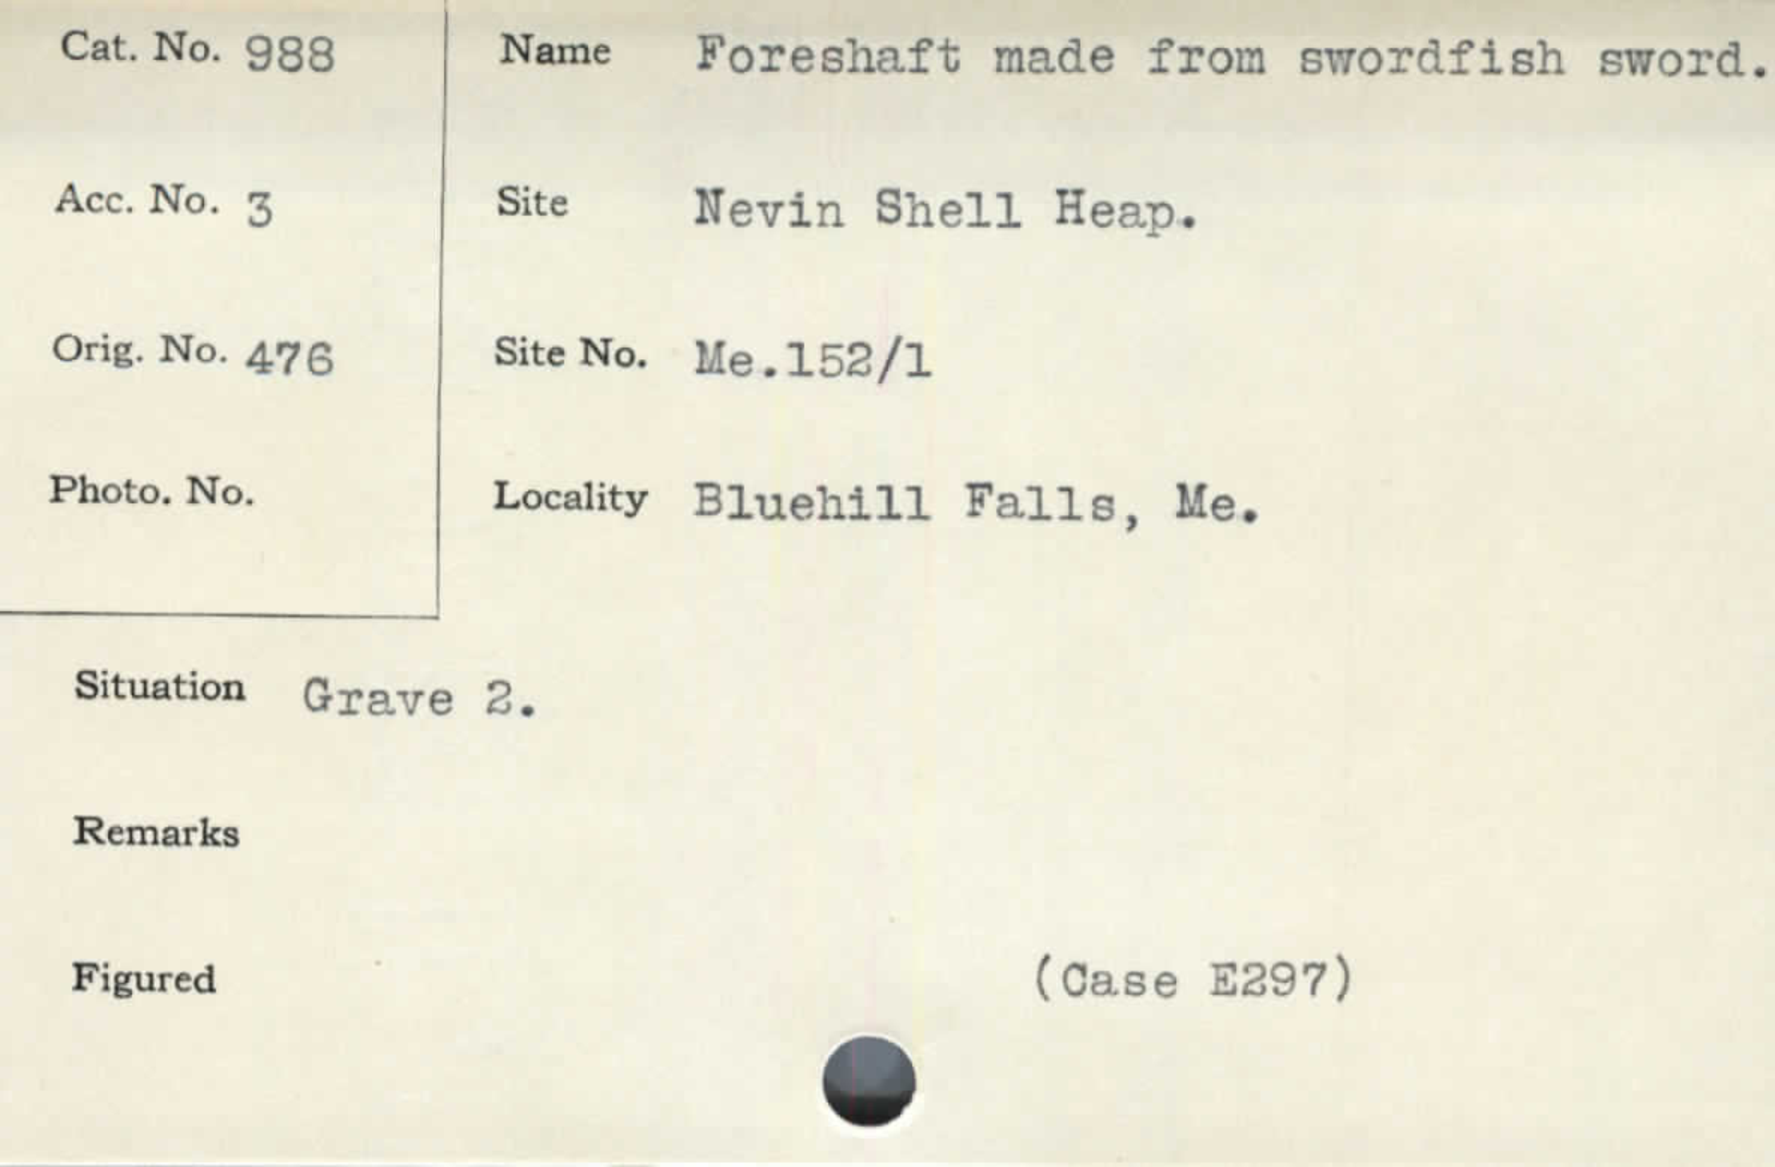 Cat. No. 988
Name Foreshaft made from swordfish sword.
Acc. No. 3
Site Nevin Shell Heap.
Orig. No. 476
Site No. Me.152/1
Photo. No.
Locality Bluehill Falls, Me.
Situation Grave 2.
Remarks
Figured
(Case E297)